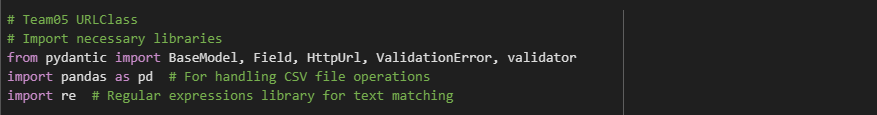 # Team05 URLClass
# Import necessary libraries
from pydantic import BaseModel, Field, HttpUrl, ValidationError, validator
import pandas as pd  # For handling CSV file operations
import re  # Regular expressions library for text matching